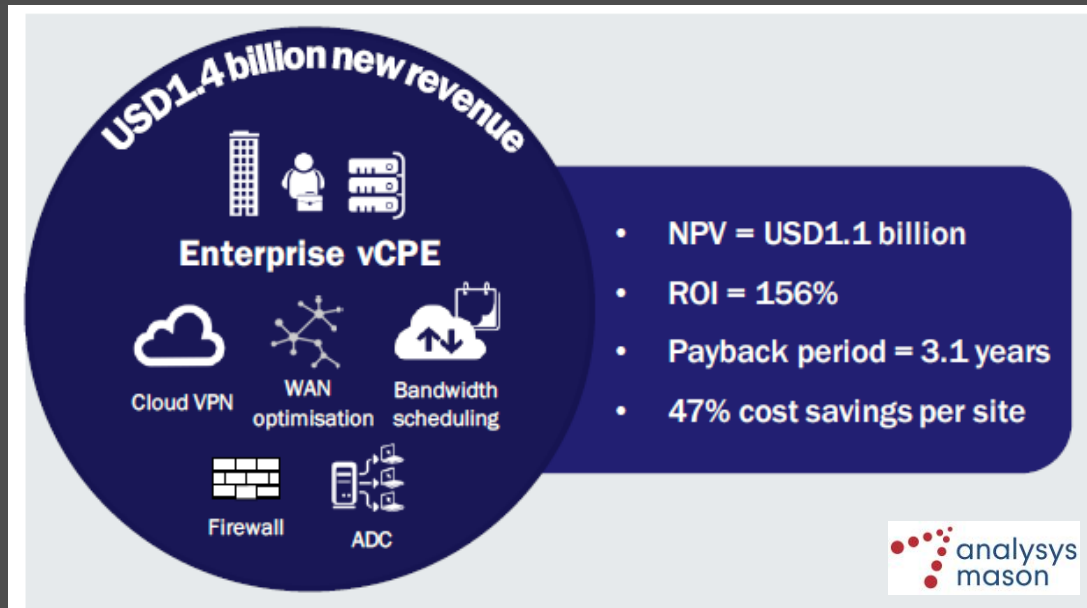 USD1.4 billion new revenue
Enterprise vCPE
Cloud VPN
WAN
optimisation
Bandwidth
scheduling
Firewall
ADC
• NPV = USD1.1 billion
• ROI = 156%
• Payback period = 3.1 years
• 47% cost savings per site
analysys
mason